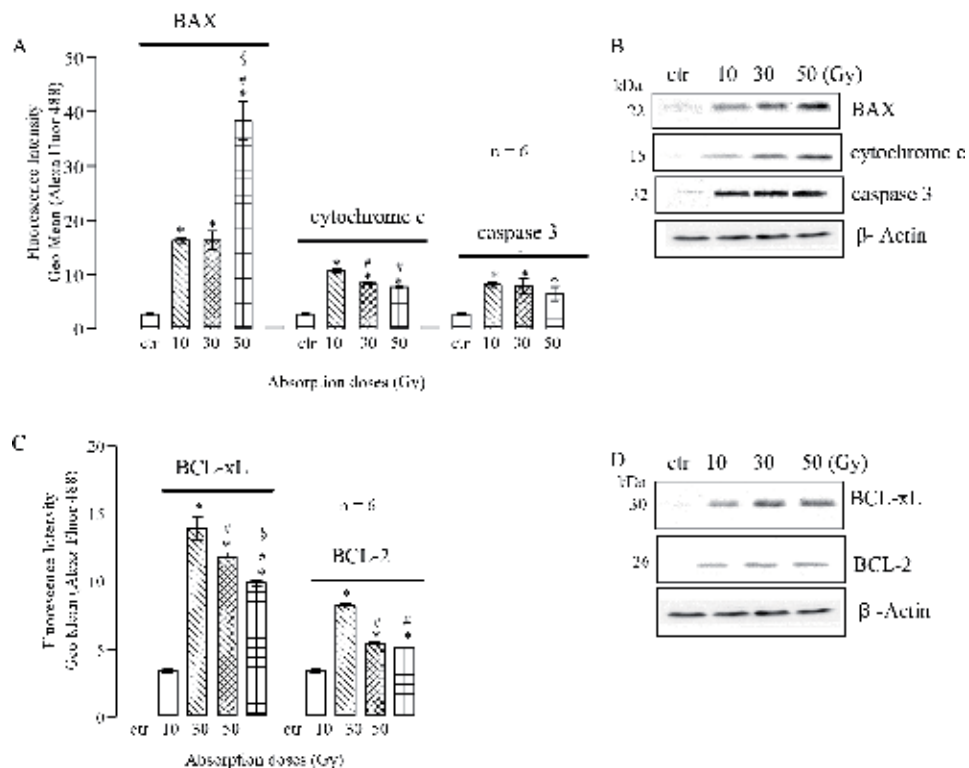 A
BAX
Fluorescence Intensity
Geo Mean (Alexa Fluor-488)
50
40
30
20
10
0
n = 6
cytochrome c
caspase 3
ctr 10 30 50 ctr 10 30 50 ctr 10 30 50
Absorption doses (Gy)
B
ctr 10 30 50 (Gy)
kDa
BAX
15 cytochrome c
32 caspase 3
β- Actin
C
Fluorescence Intensity
Geo Mean (Alexa Fluor-488)
20
15
10
5
0
BCL-xL
n = 6
BCL-2
ctr 10 30 50 ctr 10 30 50
Absorption doses (Gy)
D
ctr 10 30 50 (Gy)
kDa
30 BCL-xL
26 BCL-2
β -Actin